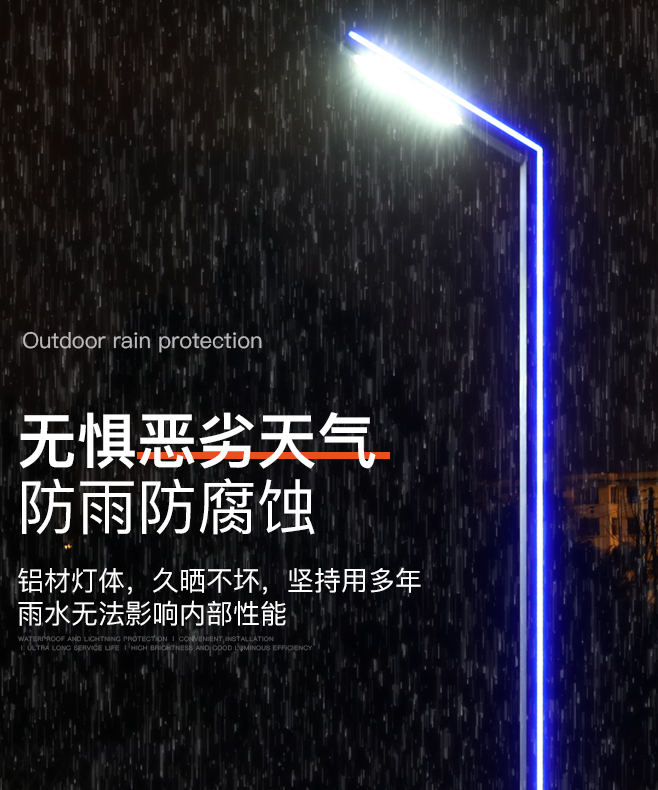 Outdoor rain protection
无惧恶劣天气
防雨防腐蚀
铝材灯体，久晒不坏，坚持用多年
雨水无法影响内部性能
WATERPROOF AND LIGHTNING PROTECTION | CONVENIENT INSTALLATION
| ULTRA LONG SERVICE LIFE | HIGH BRIGHTNESS AND GOOD LUMINOUS EFFICIENCY